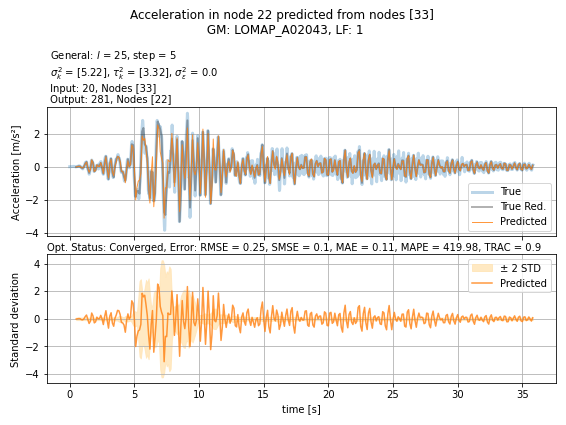 Acceleration in node 22 predicted from nodes [33]
GM: LOMAP_A02043, LF: 1
General: l = 25, step = 5
σ²ₖ = [5.22], τ²ₖ = [3.32], σ²ₑ = 0.0
Input: 20, Nodes [33]
Output: 281, Nodes [22]
Acceleration [m/s²]
2
0
−2
−4
True
True Red.
Predicted
Opt. Status: Converged, Error: RMSE = 0.25, SMSE = 0.1, MAE = 0.11, MAPE = 419.98, TRAC = 0.9
Standard deviation
4
2
0
−2
−4
± 2 STD
Predicted
0 5 10 15 20 25 30 35
time [s]